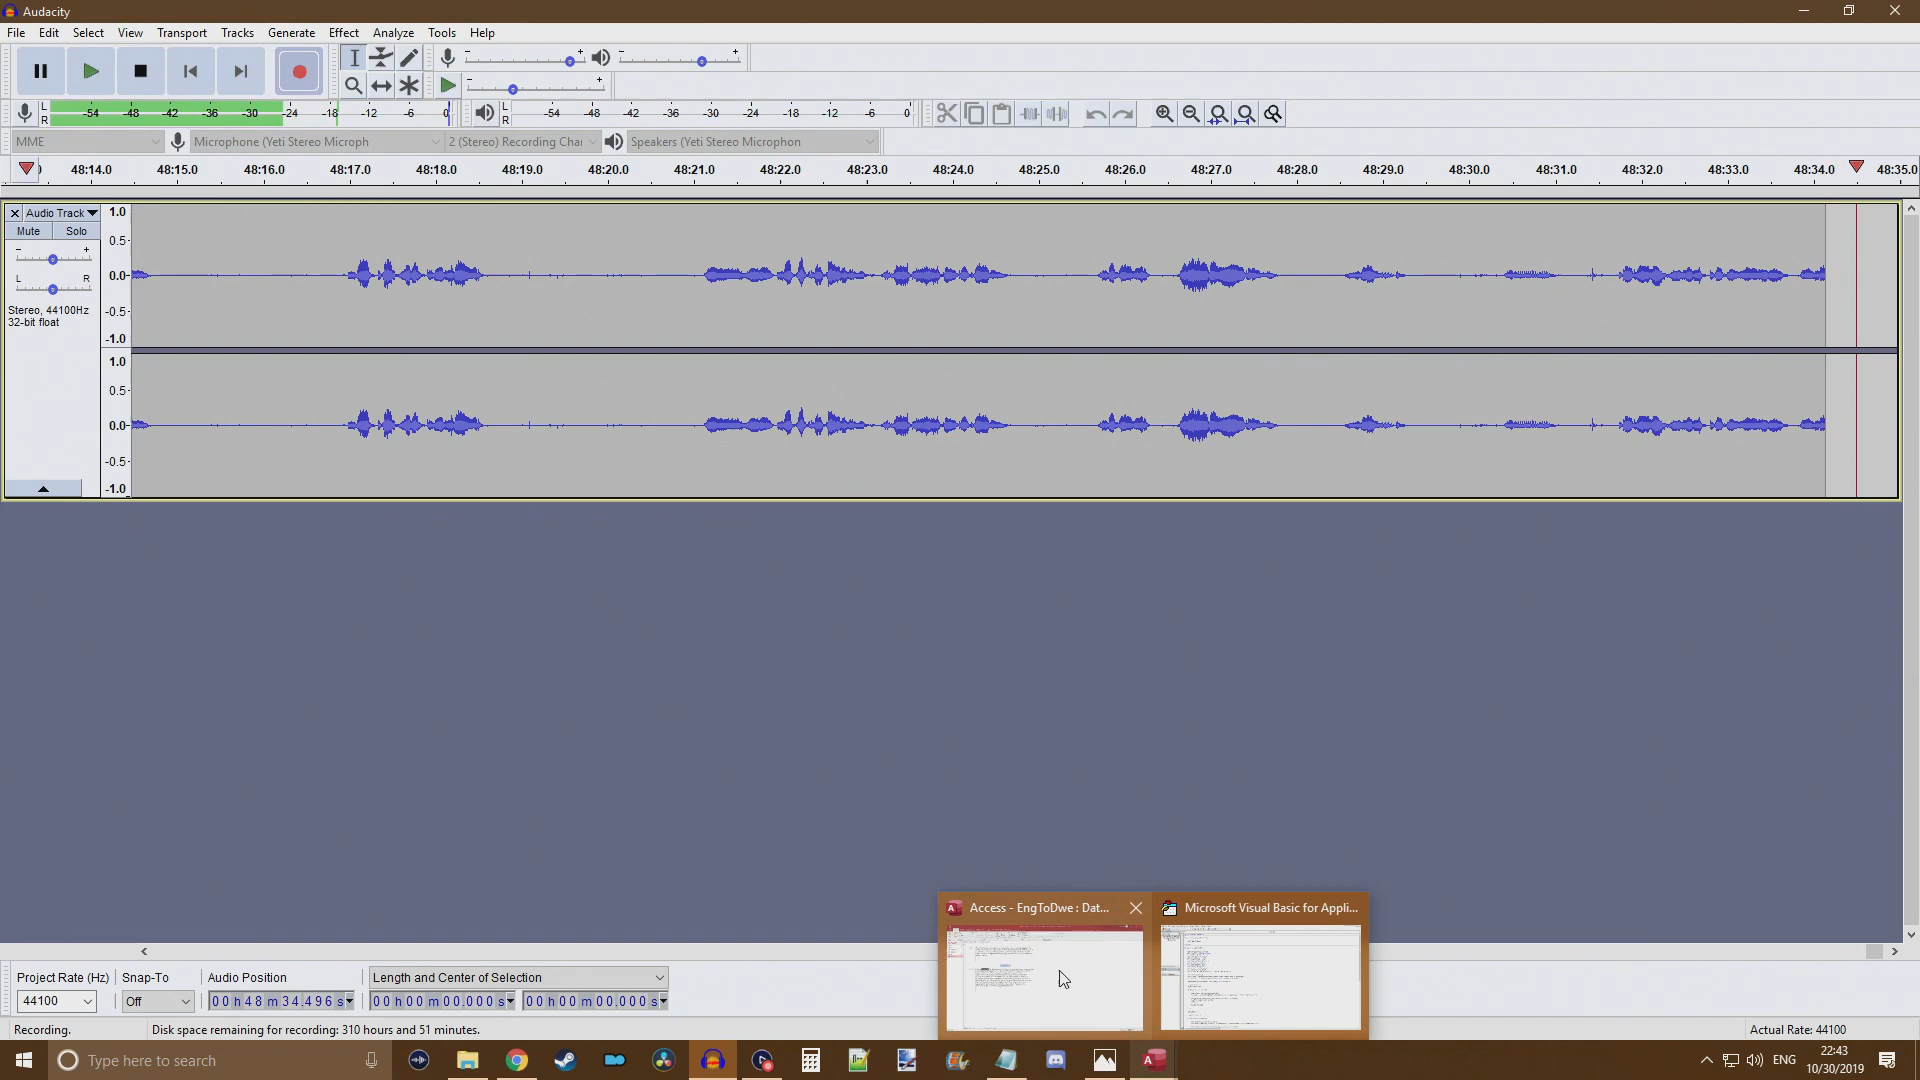 Audacity
File Edit Select View Transport Tracks Generate Effect Analyze Tools Help
L R -54 -48 -42 -36 -30 -24 -18 -12 -6 0
L R -54 -48 -42 -36 -30 -24 -18 -12 -6 0
MME Microphone (Yeti Stereo Microph 2 (Stereo) Recording Chai Speakers (Yeti Stereo Microphon
48:14.0 48:15.0 48:16.0 48:17.0 48:18.0 48:19.0 48:20.0 48:21.0 48:22.0 48:23.0 48:24.0 48:25.0 48:26.0 48:27.0 48:28.0 48:29.0 48:30.0 48:31.0 48:32.0 48:33.0 48:34.0 48:35.0
Audio Track
Mute Solo
L R
Stereo, 44100Hz
32-bit float
1.0
0.5
0.0
-0.5
-1.0
1.0
0.5
0.0
-0.5
-1.0
Access - EngToDwe : Dat...
Microsoft Visual Basic for Appli...
Project Rate (Hz) Snap-To Audio Position Length and Center of Selection
44100 Off 00 h 48 m 34.496 s 00 h 00 m 00.000 s 00 h 00 m 00.000 s
Recording. Disk space remaining for recording: 310 hours and 51 minutes. Actual Rate: 44100
Type here to search
ENG
22:43
10/30/2019